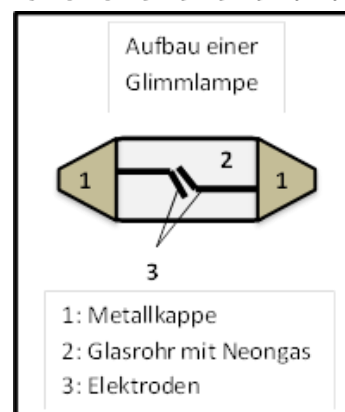 Aufbau einer
Glimmlampe
1 2 1
3
1: Metallkappe
2: Glasrohr mit Neongas
3: Elektroden